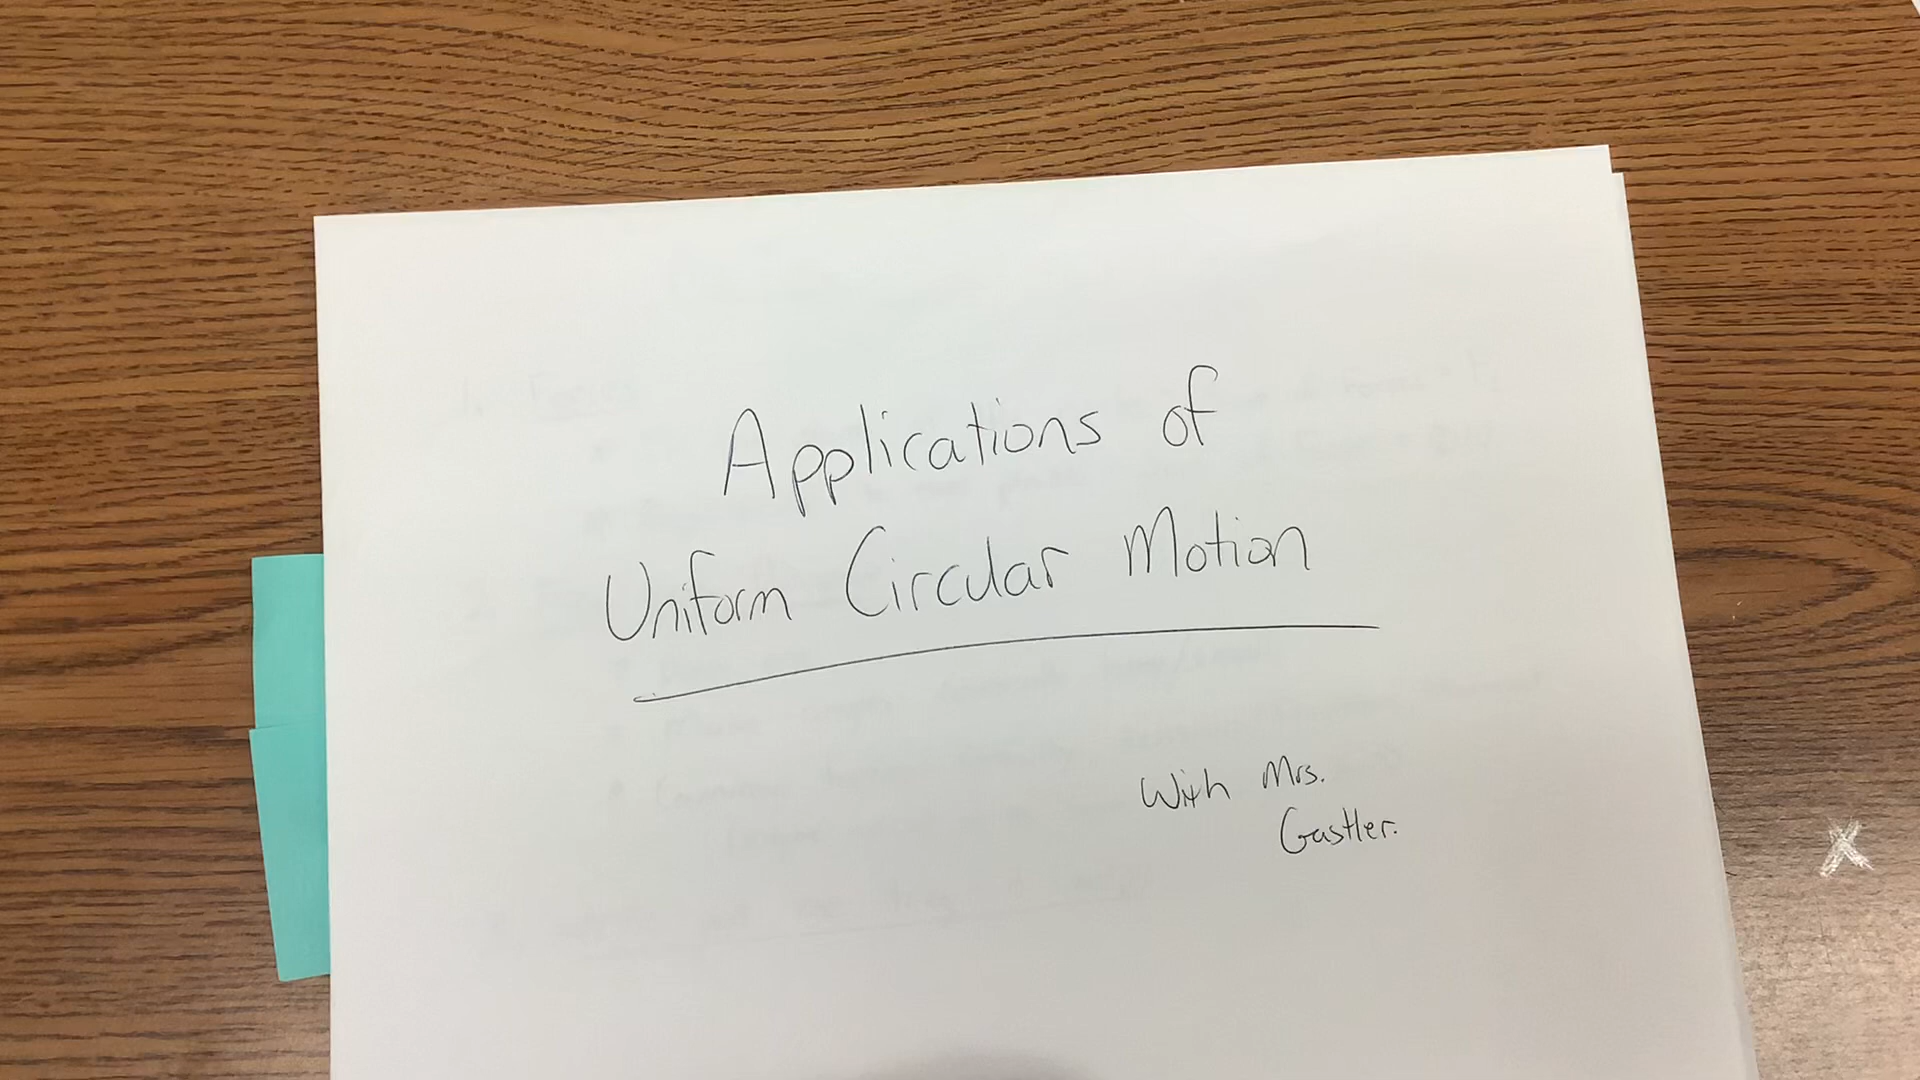 Applications of
Uniform Circular Motion
With Mrs.
Gastler.
X